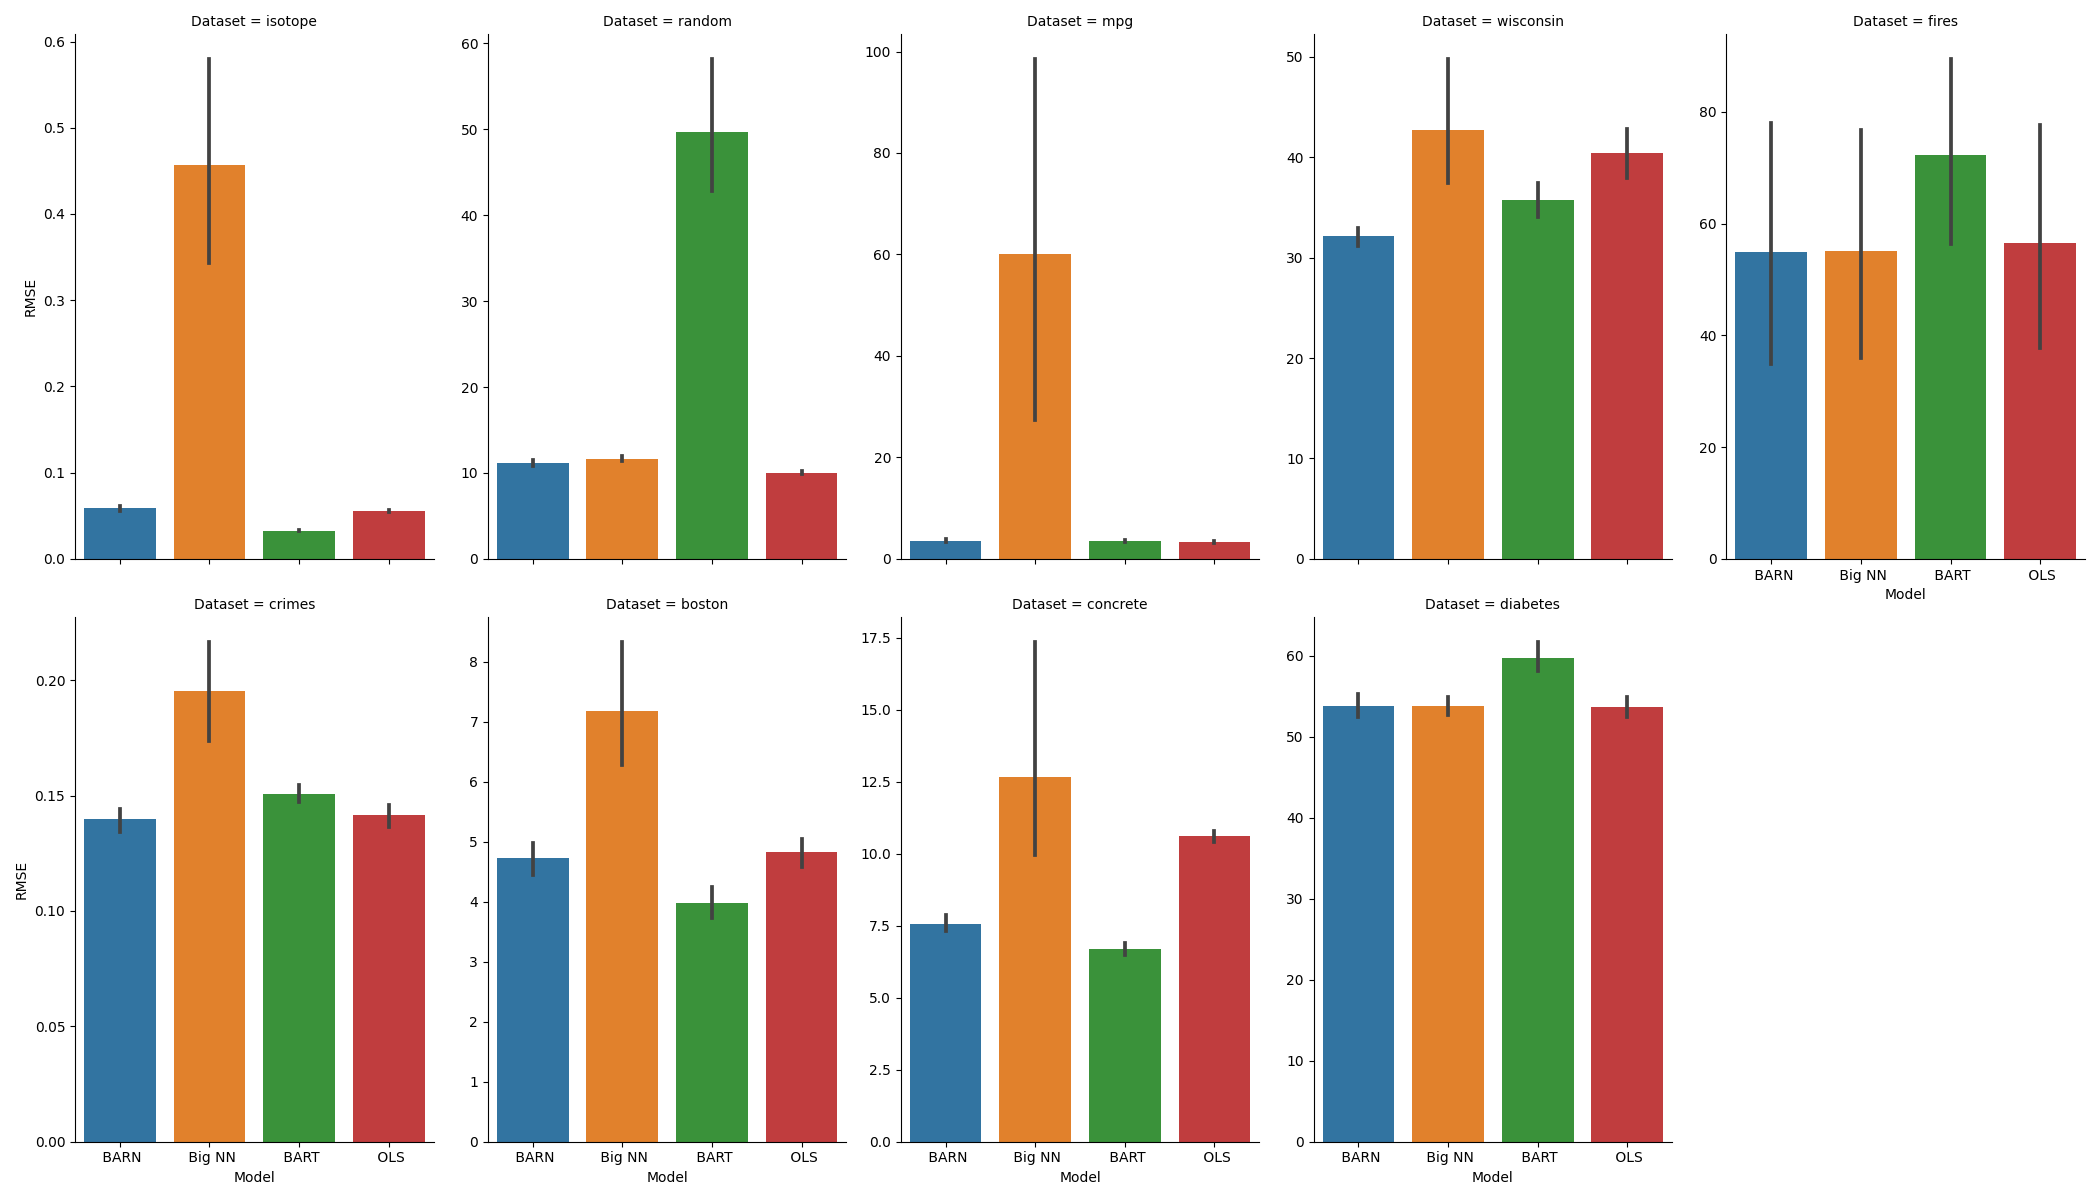 Dataset = isotope
RMSE
0.6
0.5
0.4
0.3
0.2
0.1
0.0
Dataset = random
60
50
40
30
20
10
0
Dataset = mpg
100
80
60
40
20
0
Dataset = wisconsin
50
40
30
20
10
0
Dataset = fires
80
60
40
20
0
BARN Big NN BART OLS
Model
Dataset = crimes
RMSE
0.20
0.15
0.10
0.05
0.00
BARN Big NN BART OLS
Model
Dataset = boston
8
7
6
5
4
3
2
1
0
BARN Big NN BART OLS
Model
Dataset = concrete
17.5
15.0
12.5
10.0
7.5
5.0
2.5
0.0
BARN Big NN BART OLS
Model
Dataset = diabetes
60
50
40
30
20
10
0
BARN Big NN BART OLS
Model